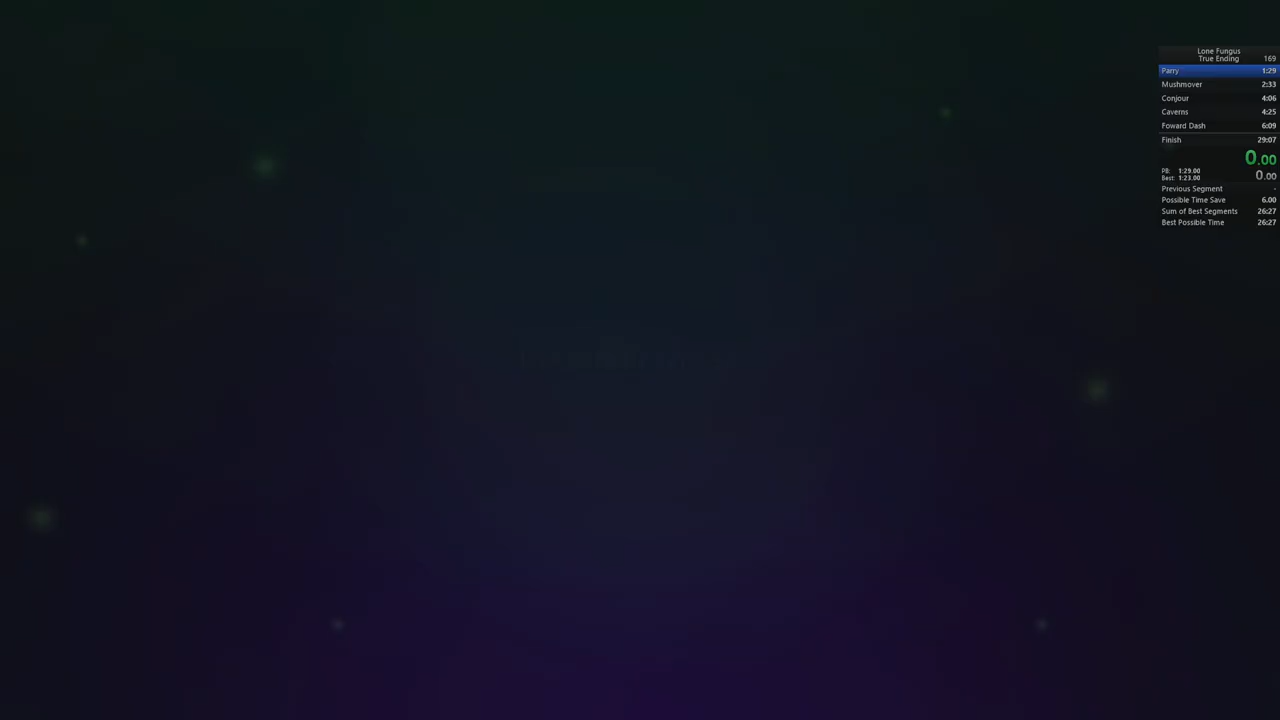 Lone Fungus
True Ending 169
Parry 1:29
Mushmover 2:33
Conjour 4:06
Caverns 4:25
Foward Dash 6:09
Finish 29:07
0.00
PB: 1:29.00
Best: 1:23.00 0.00
Previous Segment -
Possible Time Save 6.00
Sum of Best Segments 26:27
Best Possible Time 26:27